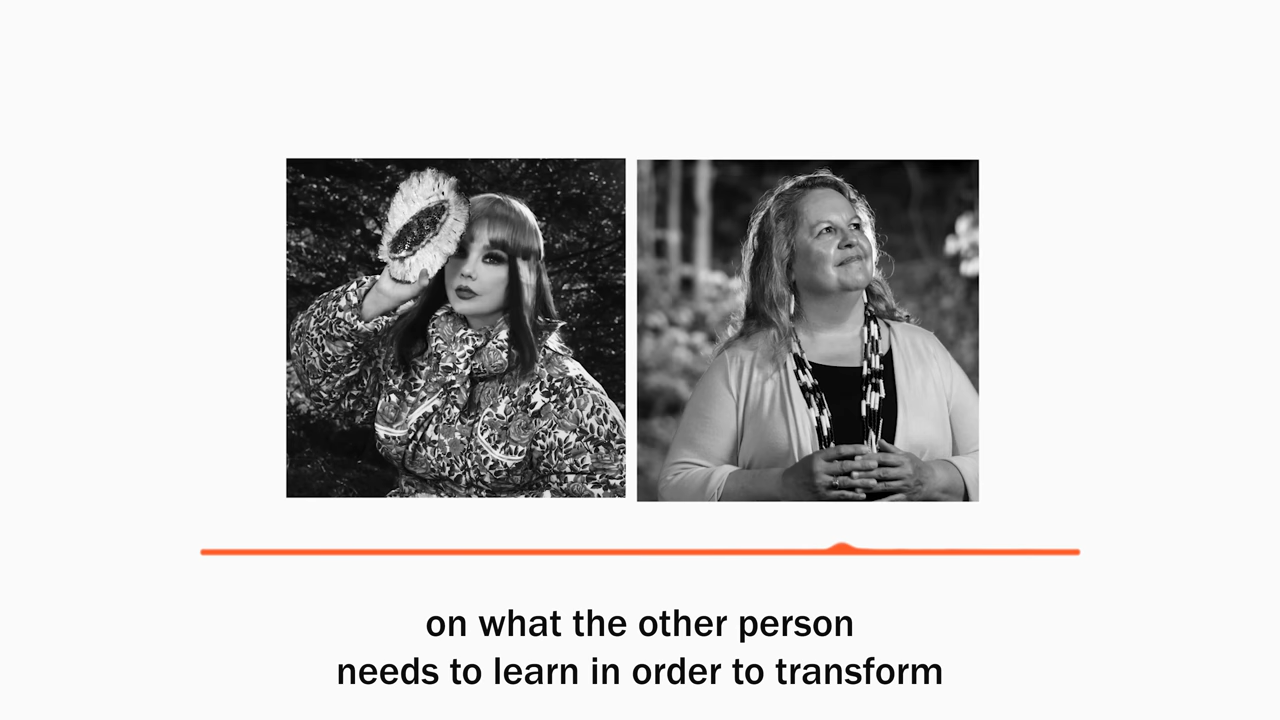 on what the other person
needs to learn in order to transform